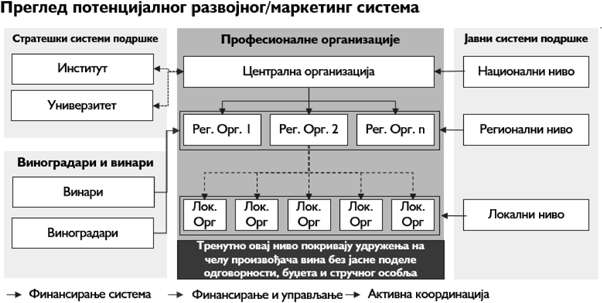 Преглед потенцијалног развојног/маркетинг система
Стратешки системи подршке
Институт
Универзитет
Виноградари и винари
Винари
Виноградари
Професионалне организације
Централна организација
Рег. Орг. 1
Рег. Орг. 2
Рег. Орг. n
Лок.
Орг
Лок.
Орг
Лок.
Орг
Лок.
Орг
Лок.
Орг
Тренутно овај ниво покривају удружења на
челу произвођача вина без јасне поделе
одговорности, буџета и стручног особља
Јавни системи подршке
Национални ниво
Регионални ниво
Локални ниво
Финансирање система
Финансирање и управљање
Активна координација